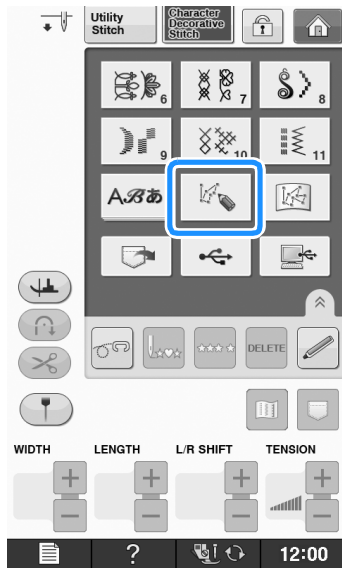 Utility
Stitch
Character
Decorative
Stitch
6
7
8
9
10
11
ABあ
DELETE
WIDTH
LENGTH
L/R SHIFT
TENSION
+
+
+
+
−
−
−
−
?
12:00